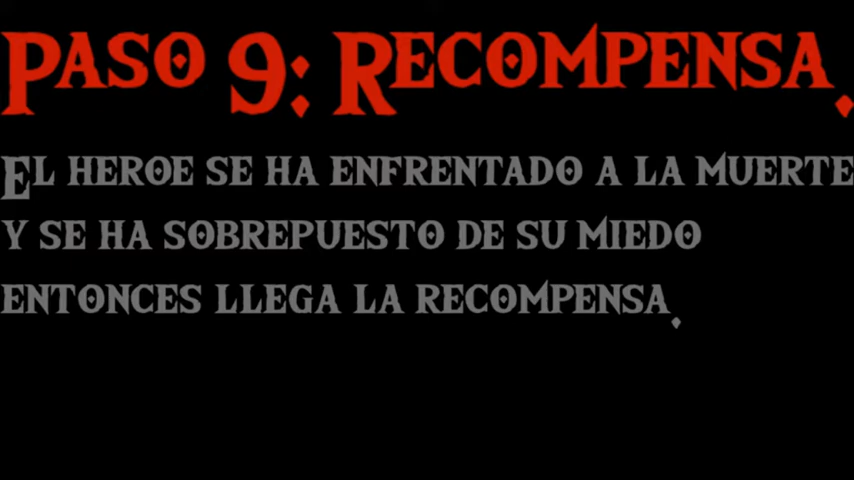 Paso 9: Recompensa.
El heroe se ha enfrentado a la muerte
y se ha sobrepuesto de su miedo
entonces llega la recompensa.